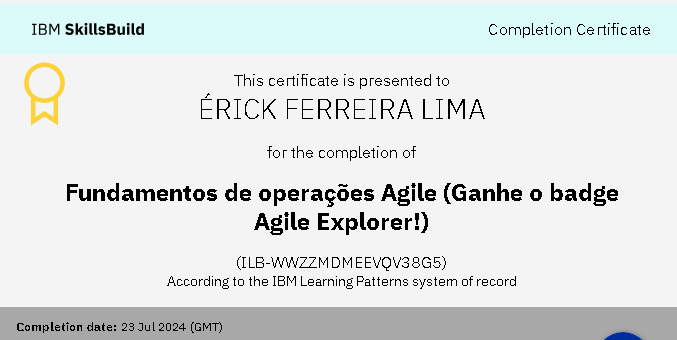 IBM SkillsBuild
Completion Certificate
This certificate is presented to
ÉRICK FERREIRA LIMA
for the completion of
Fundamentos de operações Agile (Ganhe o badge
Agile Explorer!)
(ILB-WWZZMDMEEVQV38G5)
According to the IBM Learning Patterns system of record
Completion date: 23 Jul 2024 (GMT)